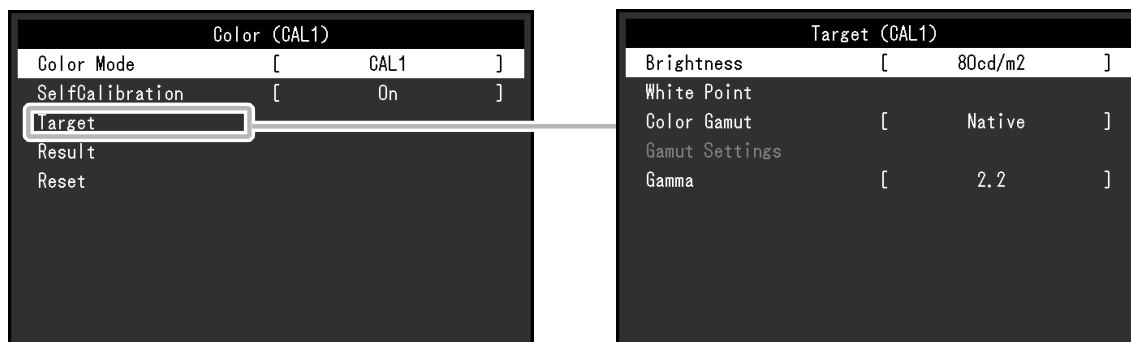 Color (CAL1)
Color Mode [ CAL1 ]
SelfCalibration [ On ]
Target
Result
Reset
Target (CAL1)
Brightness [ 80cd/m2 ]
White Point
Color Gamut [ Native ]
Gamut Settings
Gamma [ 2.2 ]